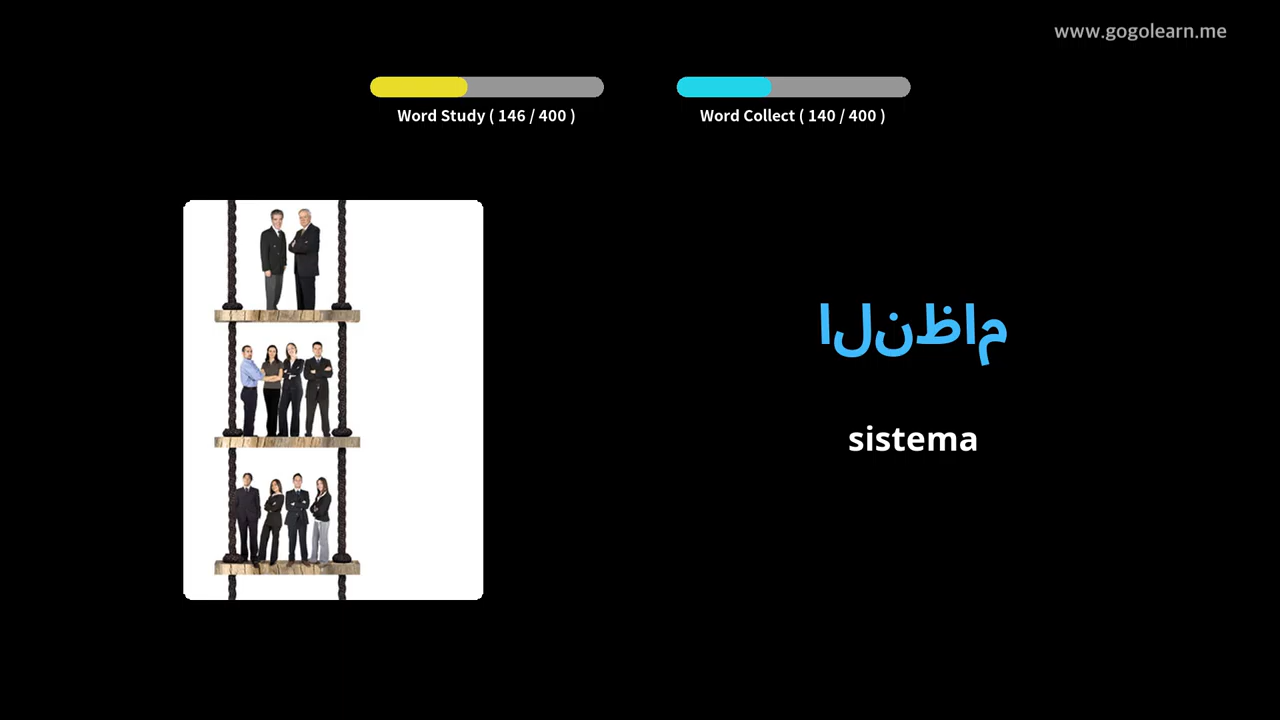 www.gogolearn.me
Word Study ( 146 / 400 )
Word Collect ( 140 / 400 )
النظام
sistema